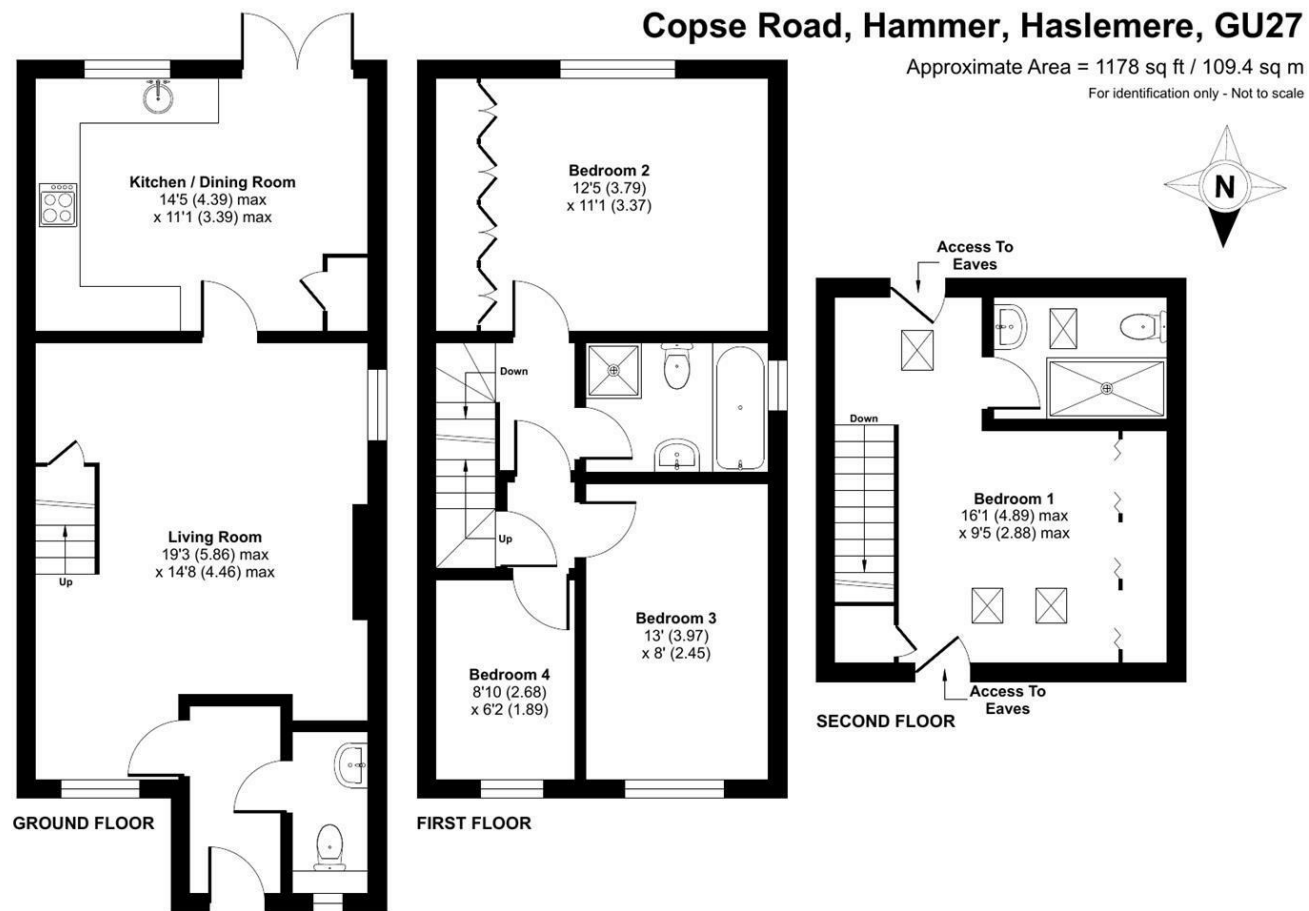 Copse Road, Hammer, Haslemere, GU27
Approximate Area = 1178 sq ft / 109.4 sq m
For identification only - Not to scale
N
Kitchen / Dining Room
14'5 (4.39) max
x 11'1 (3.39) max
Living Room
19'3 (5.86) max
x 14'8 (4.46) max
Up
GROUND FLOOR
Bedroom 2
12'5 (3.79)
x 11'1 (3.37)
Down
Up
Bedroom 3
13' (3.97)
x 8' (2.45)
Bedroom 4
8'10 (2.68)
x 6'2 (1.89)
FIRST FLOOR
Access To
Eaves
Down
Bedroom 1
16'1 (4.89) max
x 9'5 (2.88) max
Access To
Eaves
SECOND FLOOR